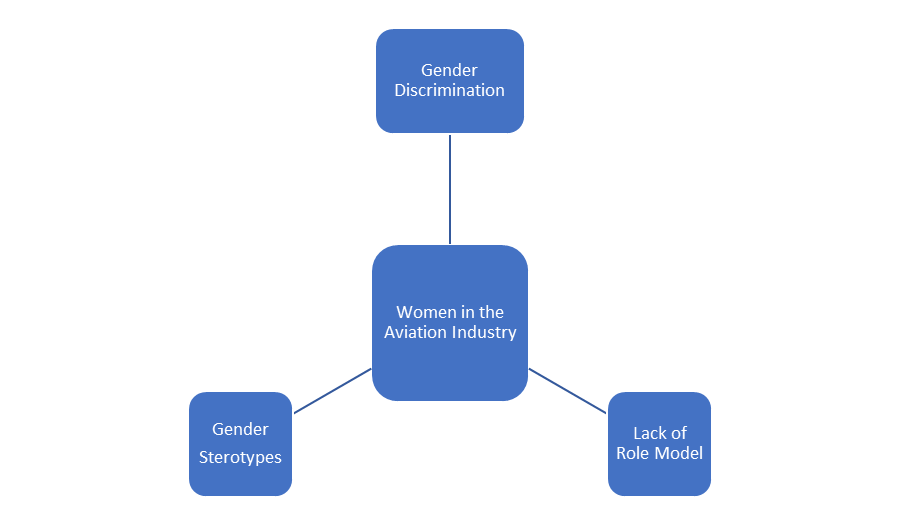 Gender
Discrimination
Women in the
Aviation Industry
Gender
Sterotypes
Lack of
Role Model